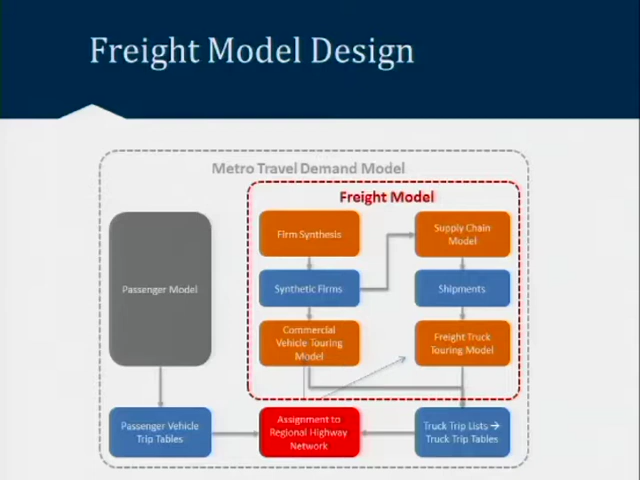 Freight Model Design
Metro Travel Demand Model
Freight Model
Firm Synthesis
Supply Chain
Model
Passenger Model
Synthetic Firms
Shipments
Commercial
Vehicle Touring
Model
Freight Truck
Touring Model
Passenger Vehicle
Trip Tables
Assignment to
Regional Highway
Network
Truck Trip Lists →
Truck Trip Tables